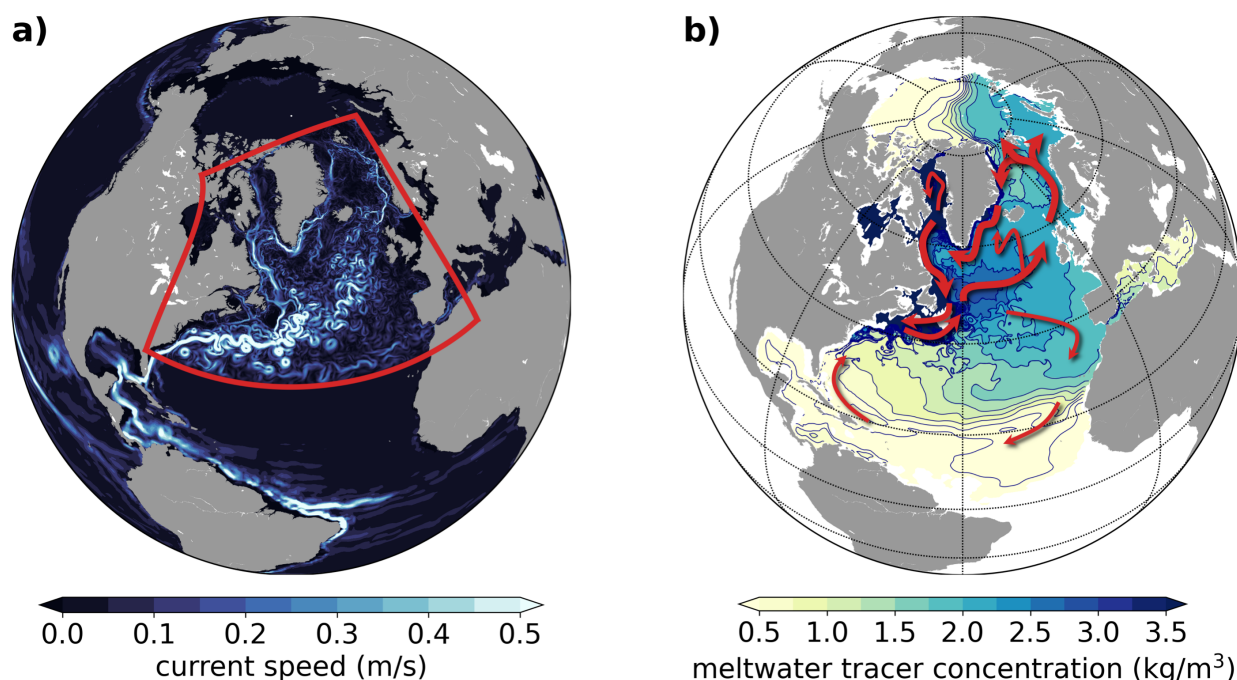 a)
b)
0.0 0.1 0.2 0.3 0.4 0.5
current speed (m/s)
0.5 1.0 1.5 2.0 2.5 3.0 3.5
meltwater tracer concentration (kg/m³)